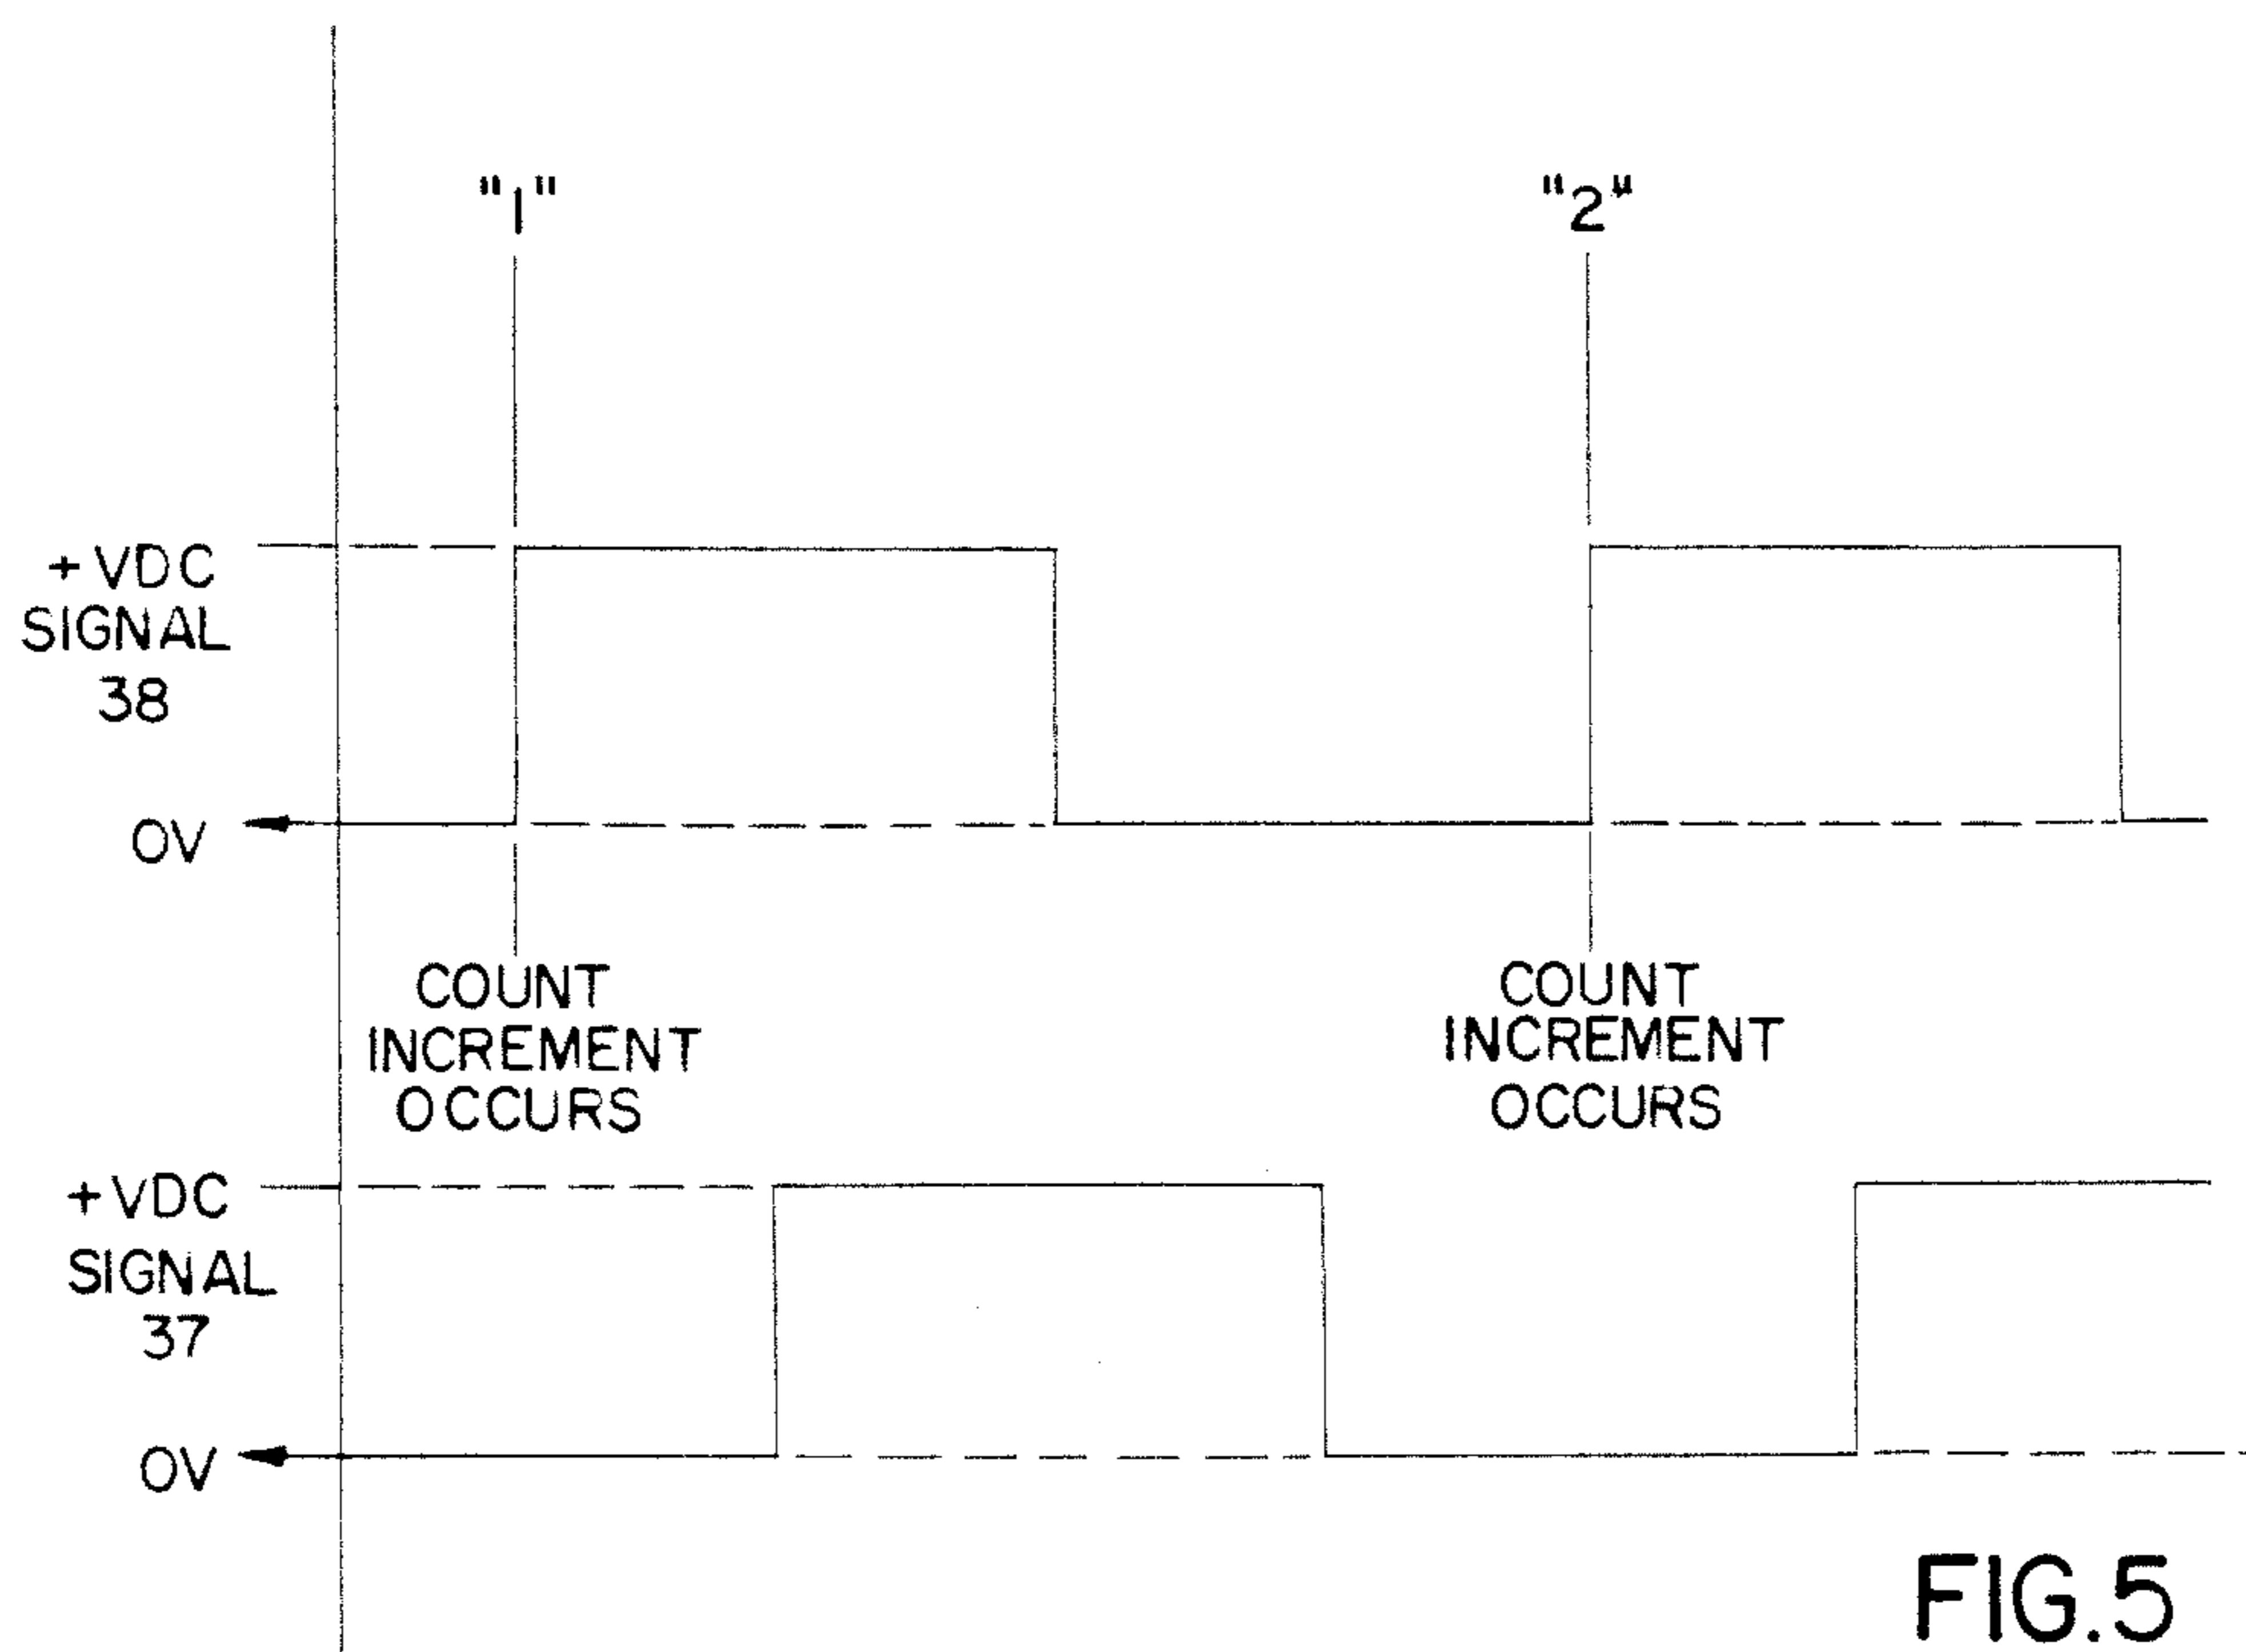 "1"
"2"
+VDC
SIGNAL
38
0V
COUNT
INCREMENT
OCCURS
COUNT
INCREMENT
OCCURS
+VDC
SIGNAL
37
0V
FIG.5